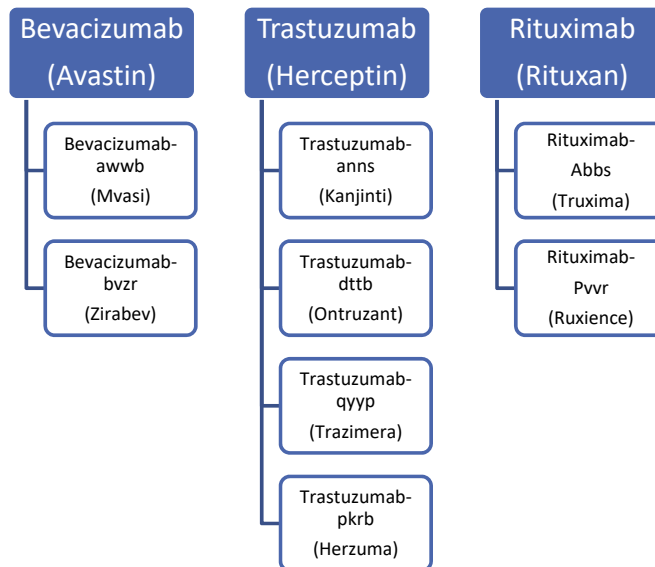 Bevacizumab
(Avastin)
Bevacizumab-
awwb
(Mvasi)
Bevacizumab-
bvzr
(Zirabev)
Trastuzumab
(Herceptin)
Trastuzumab-
anns
(Kanjinti)
Trastuzumab-
dttb
(Ontruzant)
Trastuzumab-
qyyp
(Trazimera)
Trastuzumab-
pkrb
(Herzuma)
Rituximab
(Rituxan)
Rituximab-
Abbs
(Truxima)
Rituximab-
Pvvr
(Ruxience)